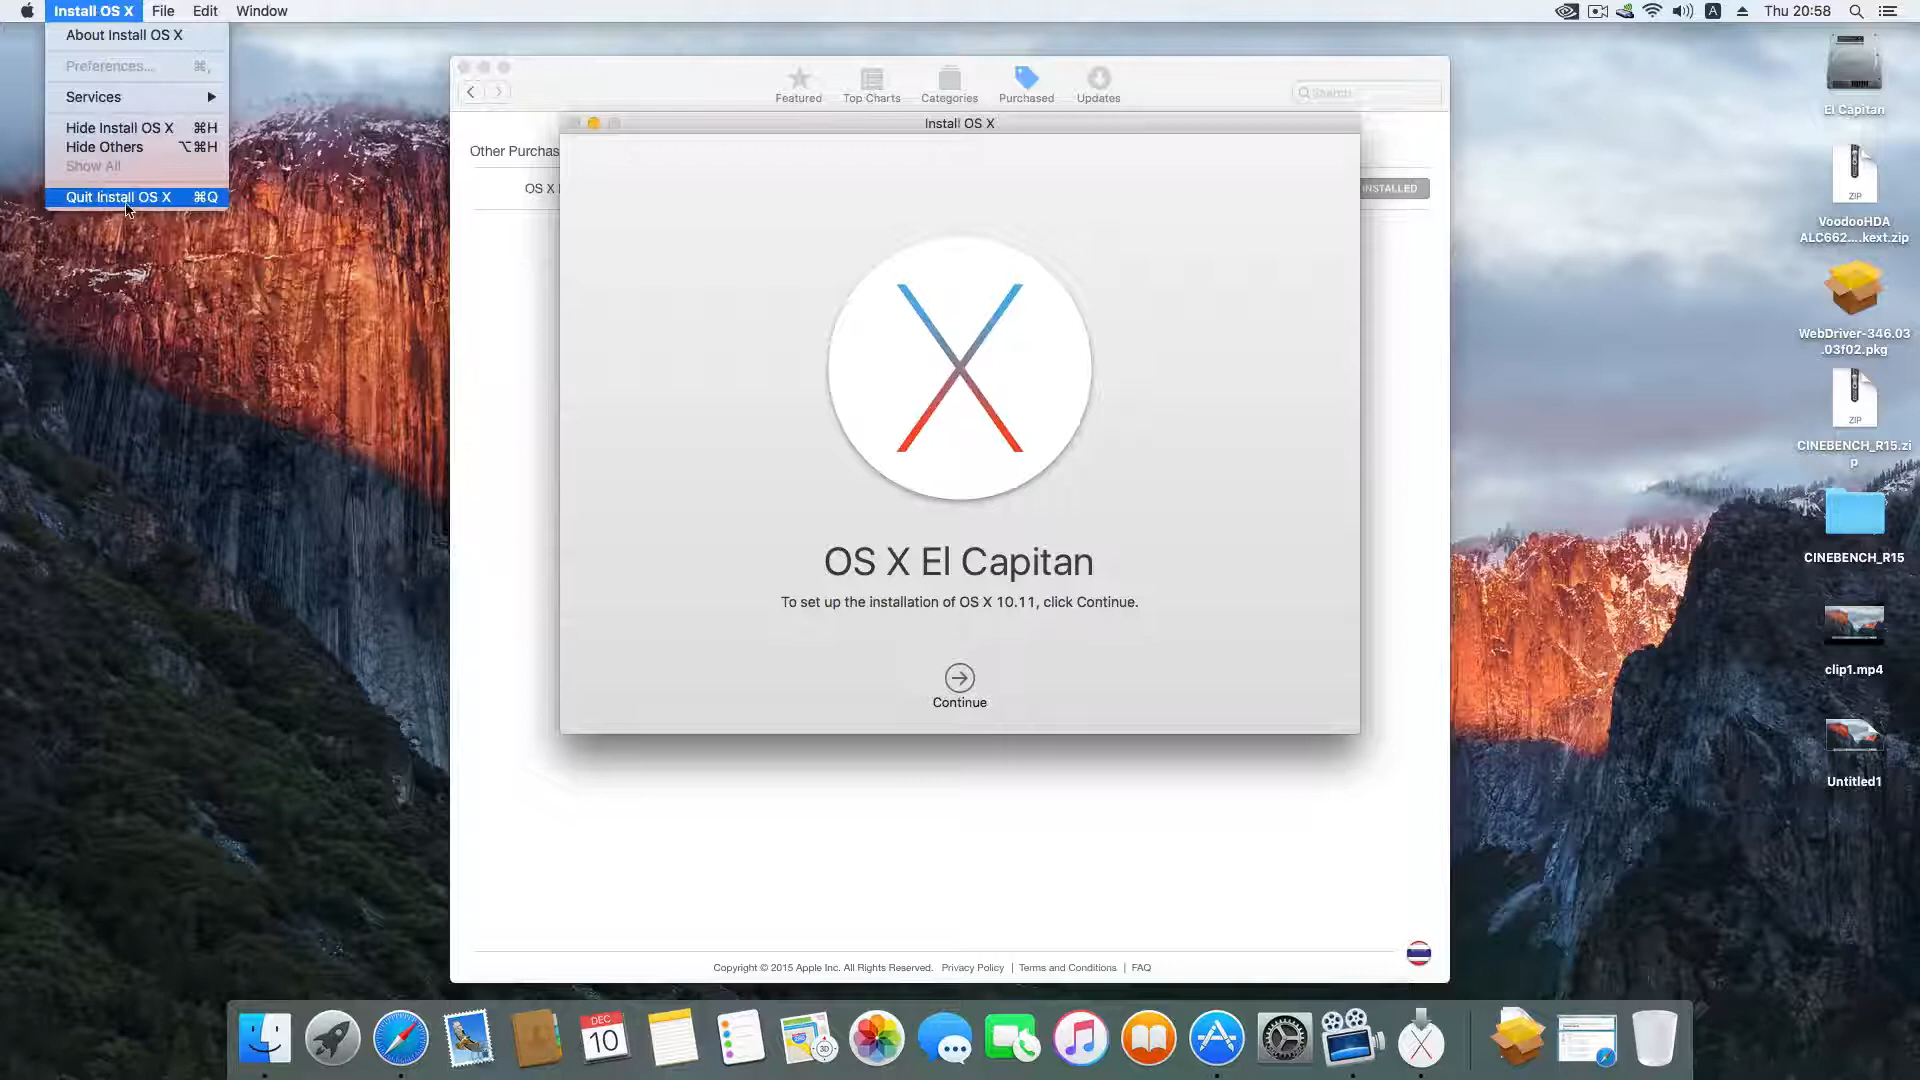 Install OS X File Edit Window
A Thu 20:58
About Install OS X
Preferences... ⌘,
Services ▶
Hide Install OS X ⌘H
Hide Others ⌥⌘H
Show All
Quit Install OS X ⌘Q
Featured Top Charts Categories Purchased Updates
Search
Install OS X
Other Purchas
OS X
INSTALLED
OS X El Capitan
To set up the installation of OS X 10.11, click Continue.
Continue
Copyright © 2015 Apple Inc. All Rights Reserved. Privacy Policy | Terms and Conditions | FAQ
El Capitan
ZIP
VoodooHDA
ALC662....kext.zip
WebDriver-346.03
.03f02.pkg
ZIP
CINEBENCH_R15.zi
p
CINEBENCH_R15
clip1.mp4
Untitled1
DEC
10
3D